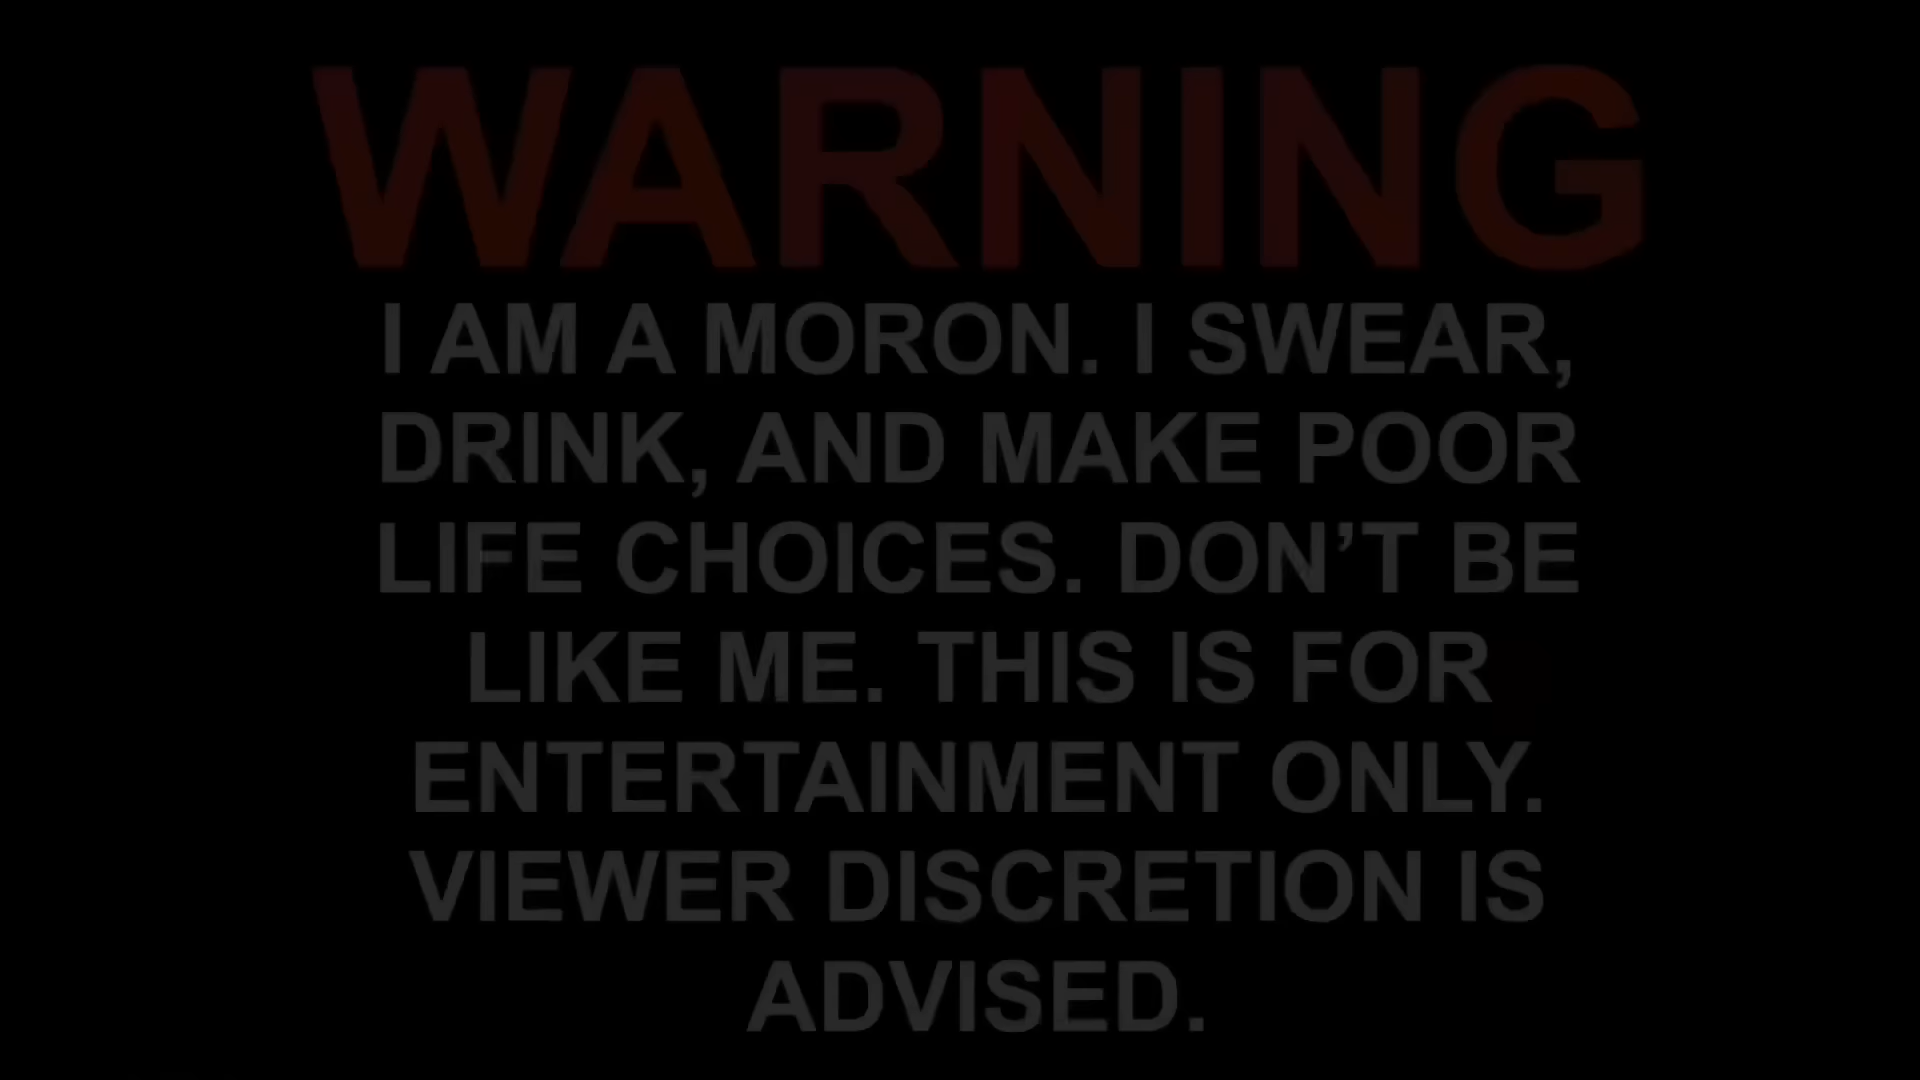 WARNING
I AM A MORON. I SWEAR,
DRINK, AND MAKE POOR
LIFE CHOICES. DON’T BE
LIKE ME. THIS IS FOR
ENTERTAINMENT ONLY.
VIEWER DISCRETION IS
ADVISED.